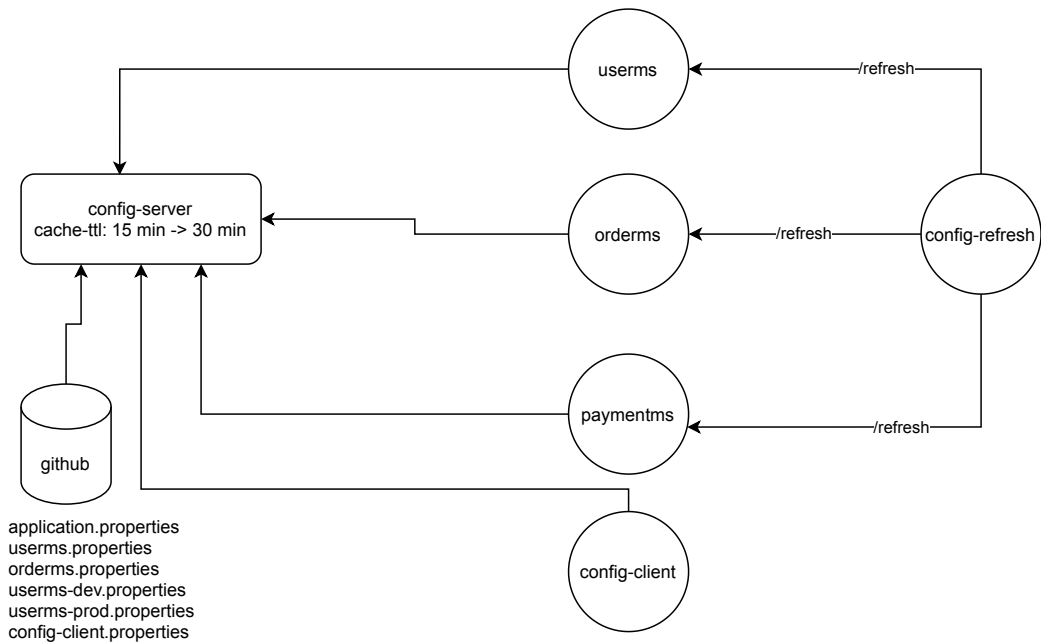 userms
/refresh
config-server
cache-ttl: 15 min -> 30 min
orderms
/refresh
config-refresh
paymentms
/refresh
github
config-client
application.properties
userms.properties
orderms.properties
userms-dev.properties
userms-prod.properties
config-client.properties